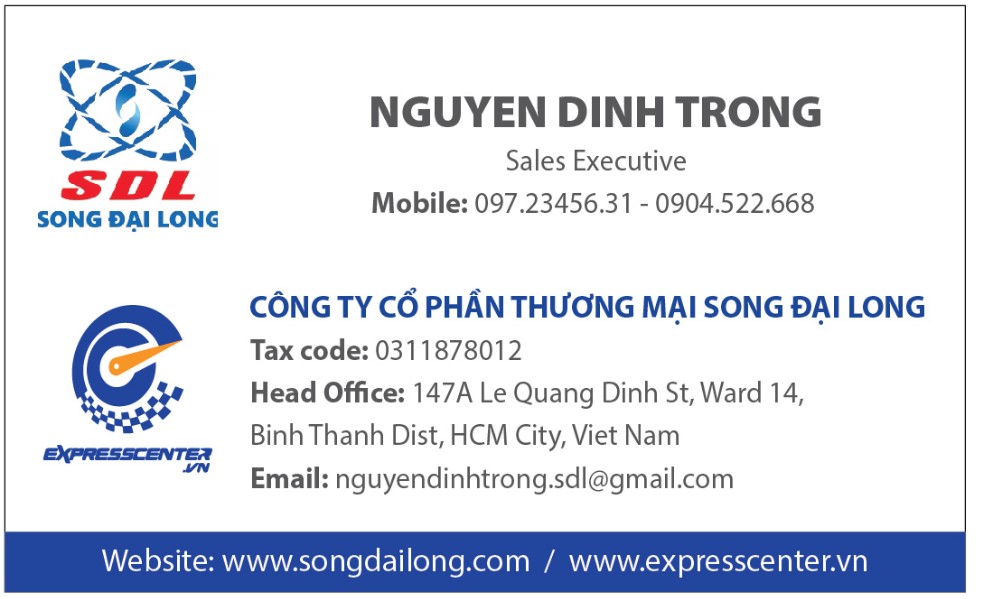 SDL
SONG ĐẠI LONG
NGUYEN DINH TRONG
Sales Executive
Mobile: 097.23456.31 - 0904.522.668
EXPRESSCENTER
.VN
CÔNG TY CỔ PHẦN THƯƠNG MẠI SONG ĐẠI LONG
Tax code: 0311878012
Head Office: 147A Le Quang Dinh St, Ward 14,
Binh Thanh Dist, HCM City, Viet Nam
Email: nguyendinhtrong.sdl@gmail.com
Website: www.songdailong.com / www.expresscenter.vn